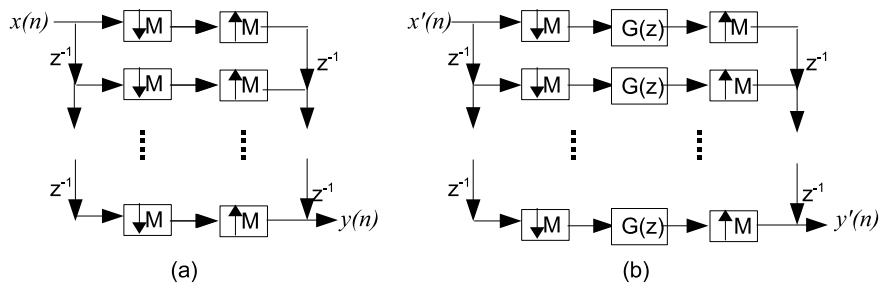 x(n) ↓M ↑M
z⁻¹ z⁻¹
↓M ↑M
z⁻¹ z⁻¹
↓M ↑M y(n)
(a)
x'(n) ↓M G(z) ↑M
z⁻¹ z⁻¹
↓M G(z) ↑M
z⁻¹ z⁻¹
↓M G(z) ↑M y'(n)
(b)